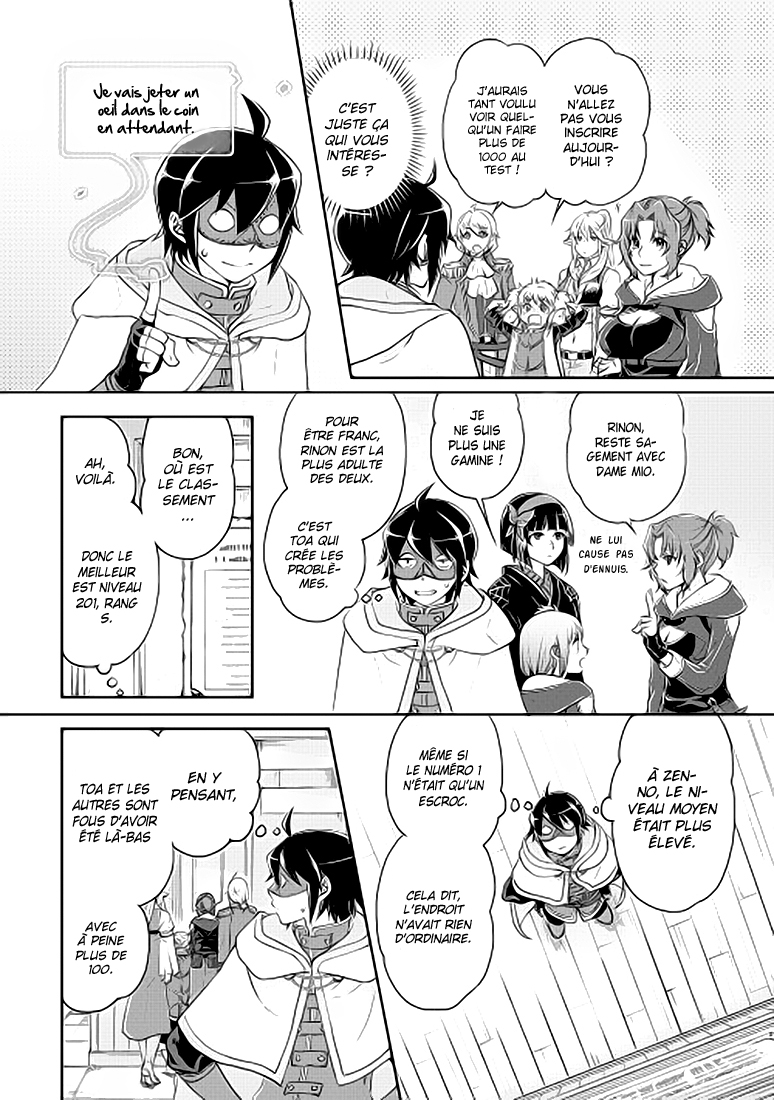 VOUS
N'ALLEZ
PAS VOUS
INSCRIRE
AUJOUR-
D'HUI ?
J'AURAIS
TANT VOULU
VOIR QUEL-
QU'UN FAIRE
PLUS DE
1000 AU
TEST !
C'EST
JUSTE ÇA
QUI VOUS
INTÉRES-
SE ?
Je vais jeter un
oeil dans le coin
en attendant.
RINON,
RESTE SA-
GEMENT AVEC
DAME MIO.
NE LUI
CAUSE PAS
D'ENNUIS.
JE
NE SUIS
PLUS UNE
GAMINE !
POUR
ÊTRE FRANC,
RINON EST LA
PLUS ADULTE
DES DEUX.
C'EST
TOA QUI
CRÉE LES
PROBLÈ-
MES.
BON,
OÙ EST
LE CLAS-
SEMENT
...
AH,
VOILÀ.
DONC LE
MEILLEUR
EST NIVEAU
201, RANG
S.
À ZEN-
NO, LE NI-
VEAU MOYEN
ÉTAIT PLUS
ÉLEVÉ.
MÊME SI
LE NUMÉRO 1
N'ÉTAIT QU'UN
ESCROC.
CELA DIT,
L'ENDROIT
N'AVAIT RIEN
D'ORDINAIRE.
EN Y
PENSANT,
TOA ET LES
AUTRES SONT
FOUS D'AVOIR
ÉTÉ LÀ-BAS
AVEC
À PEINE
PLUS DE
100.